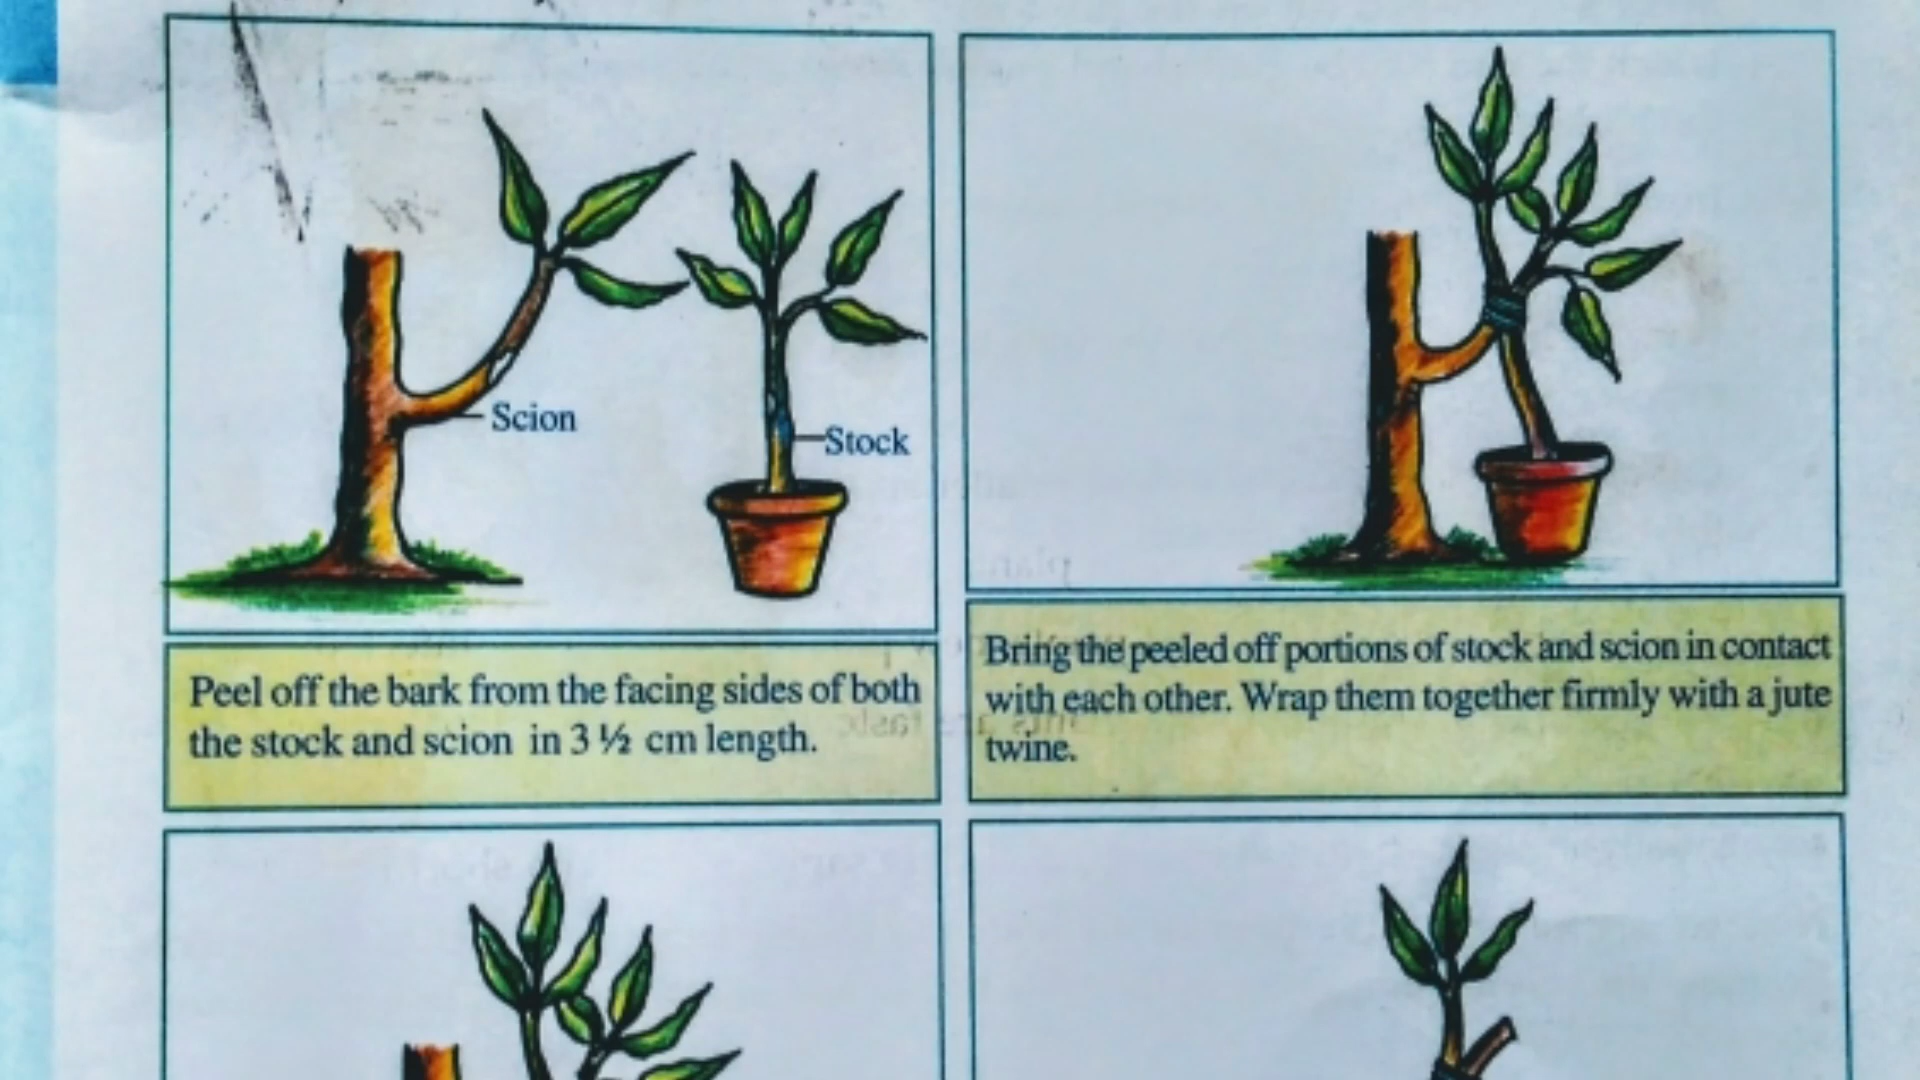 Scion
Stock
Peel off the bark from the facing sides of both
the stock and scion in 3 ½ cm length.
Bring the peeled off portions of stock and scion in contact
with each other. Wrap them together firmly with a jute
twine.